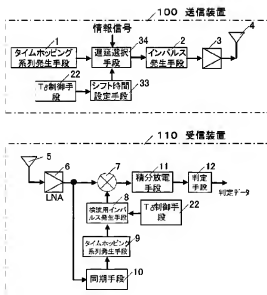 100 送信装置
情報信号
1
34
2
3
4
タイムホッピング
系列発生手段
遅延選択
手段
インパルス
発生手段
22
Tδ制御手
段
シフト時間
設定手段
33
110 受信装置
5
6
7
11
12
LNA
積分放電
手段
判定
手段
判定データ
8
検波用インパ
ルス発生手段
22
Tδ制御手
段
タイムホッピング
系列発生手段
9
同期手段
10